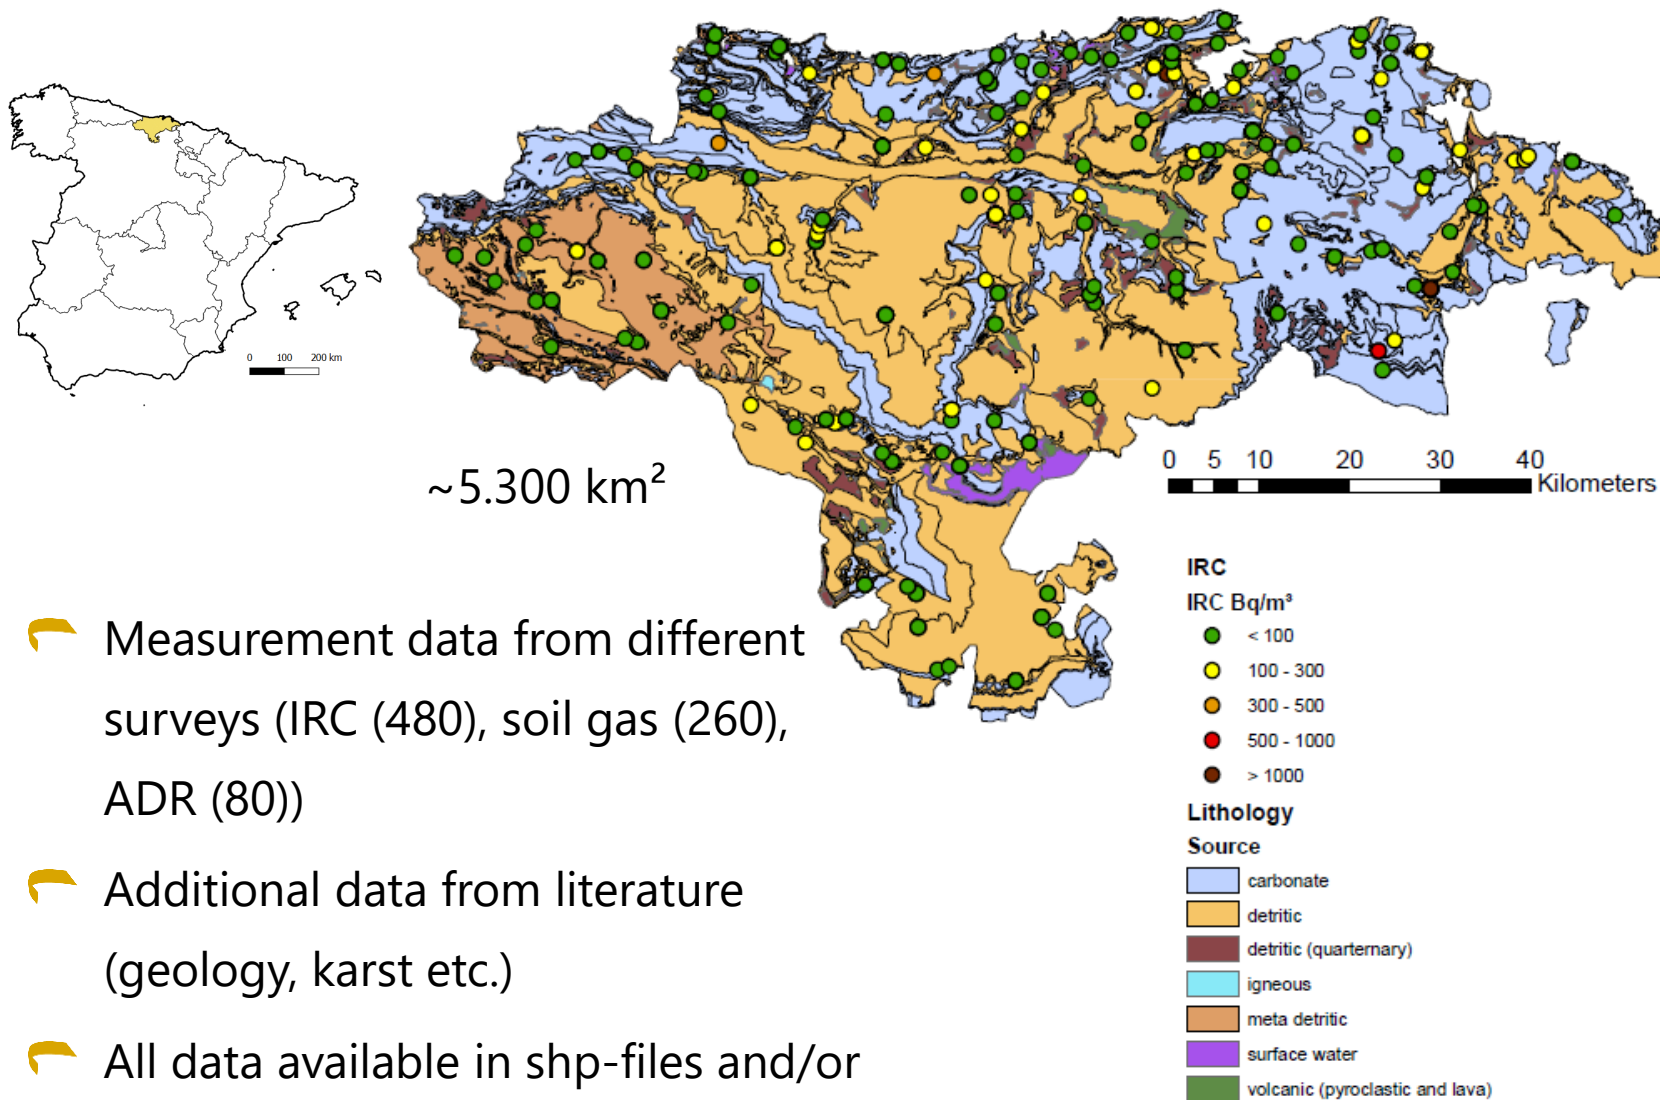 0 100 200 km
~5.300 km²
0 5 10 20 30 40
Kilometers
Measurement data from different
surveys (IRC (480), soil gas (260),
ADR (80))
Additional data from literature
(geology, karst etc.)
All data available in shp-files and/or
IRC
IRC Bq/m³
< 100
100 - 300
300 - 500
500 - 1000
> 1000
Lithology
Source
carbonate
detritic
detritic (quarternary)
igneous
meta detritic
surface water
volcanic (pyroclastic and lava)